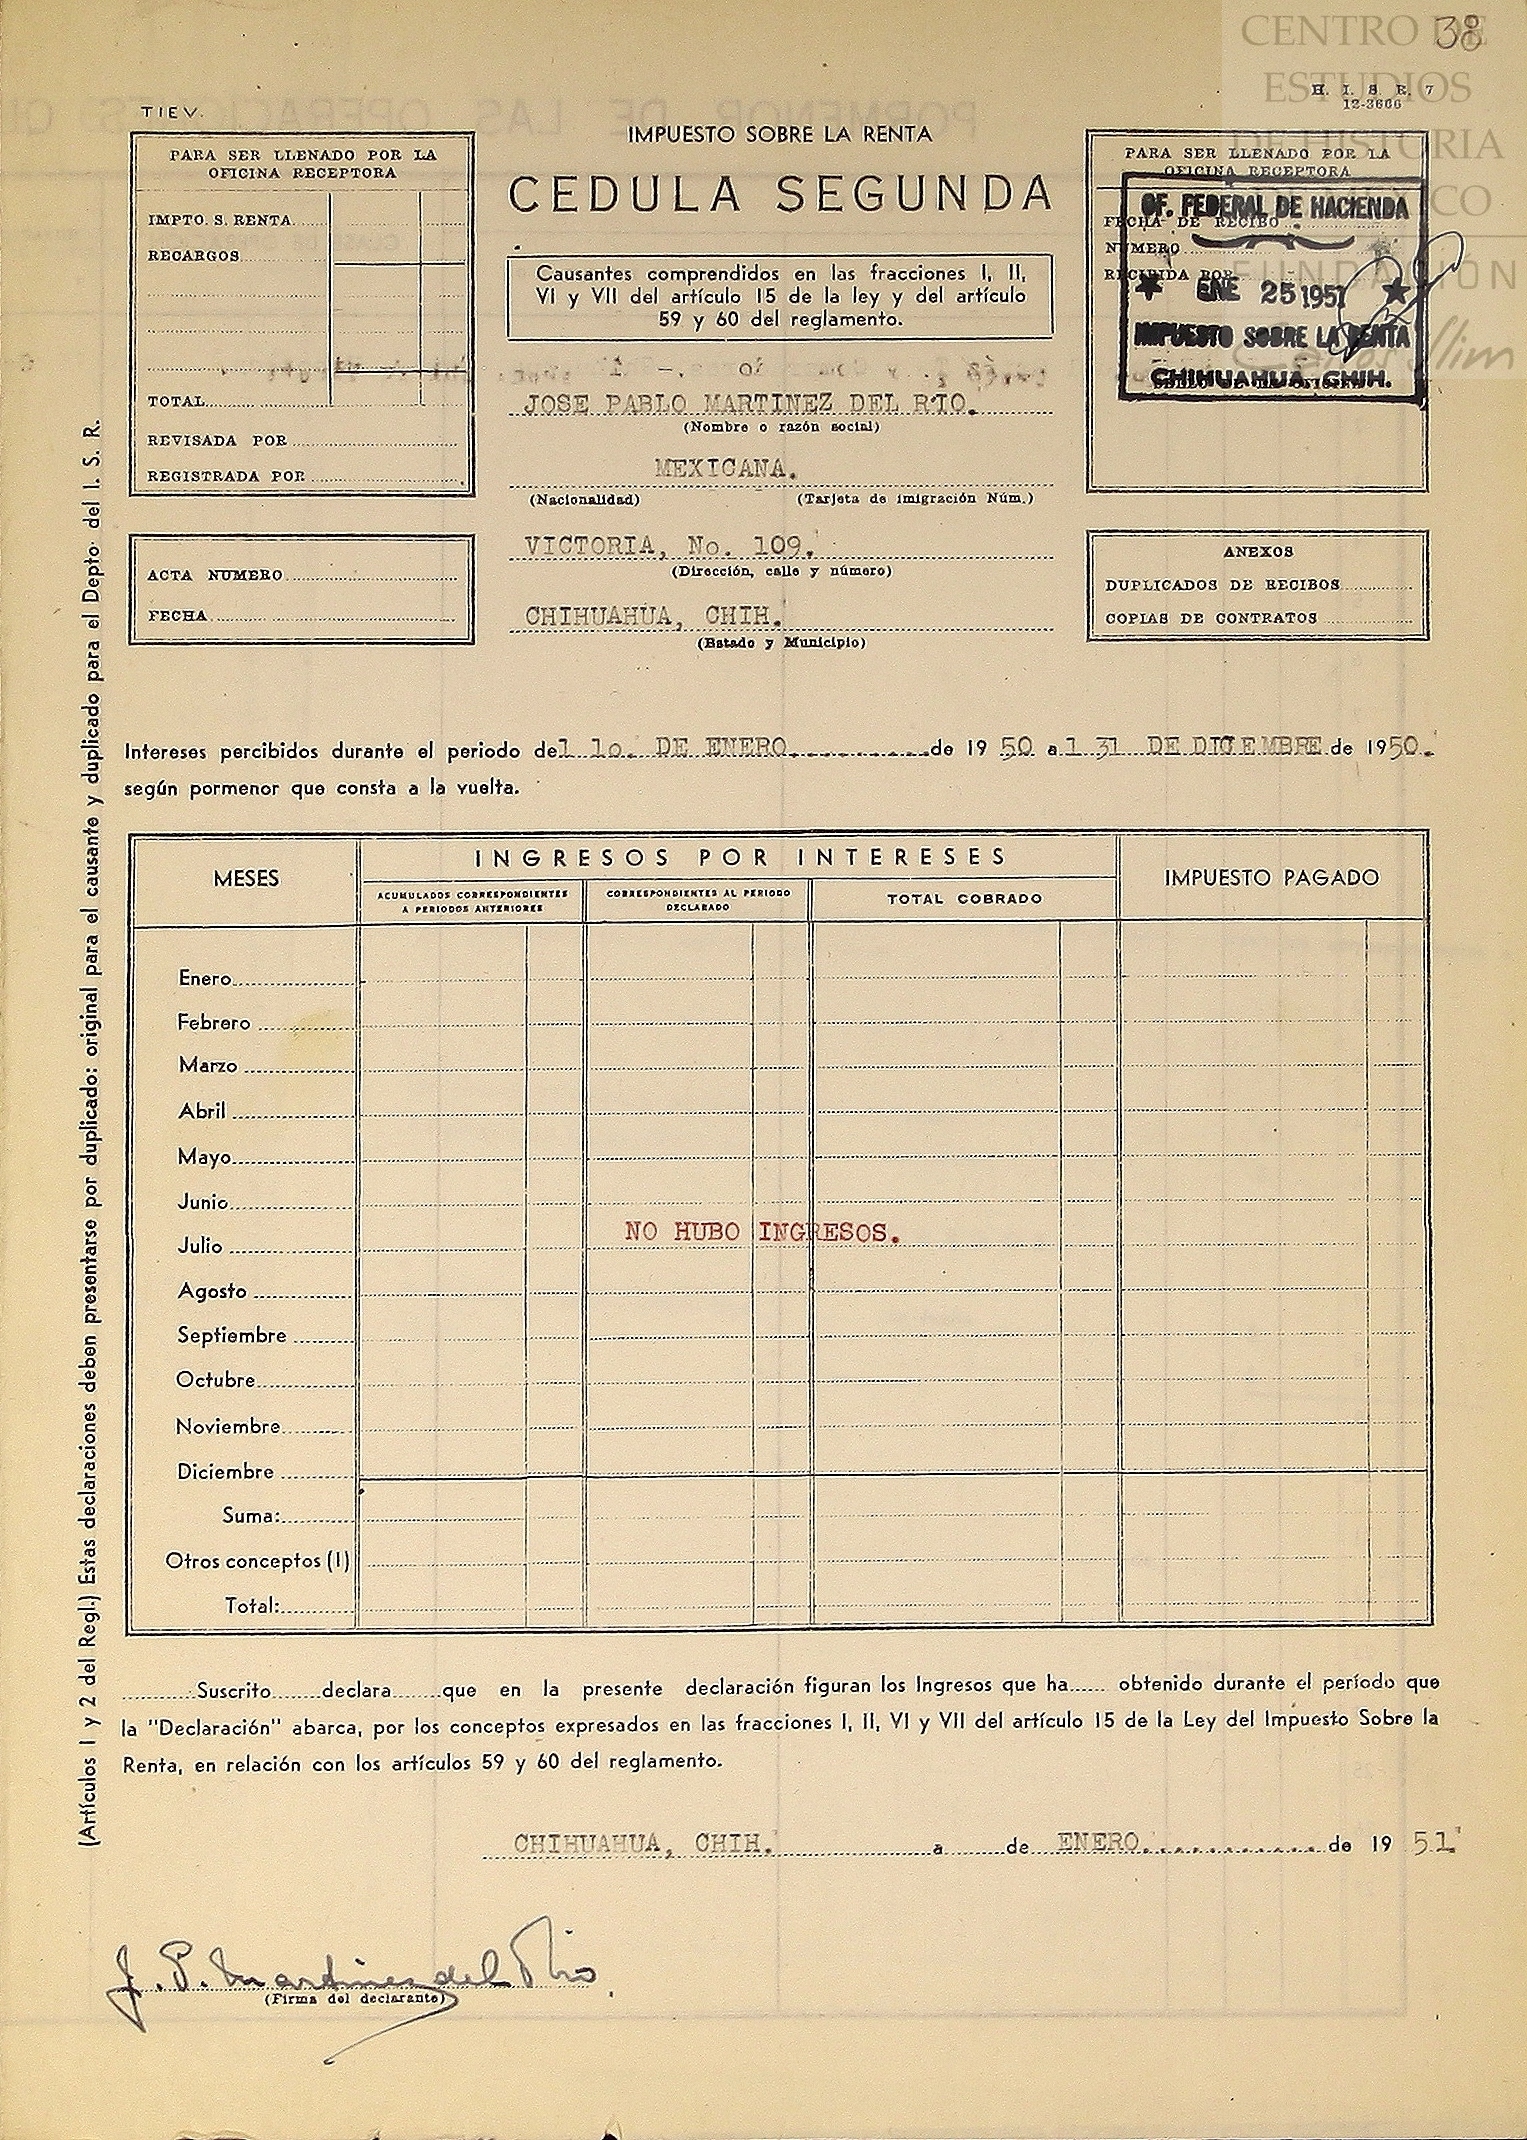 38
CENTRO DE
ESTUDIOS
DE HISTORIA
DE MÉXICO
FUNDACIÓN
Carlos Slim
TIEV.
H. I. S. R. 7
12-3666
PARA SER LLENADO POR LA
OFICINA RECEPTORA
IMPTO. S. RENTA
RECARGOS
TOTAL
REVISADA POR
REGISTRADA POR
ACTA NUMERO
FECHA
IMPUESTO SOBRE LA RENTA
CEDULA SEGUNDA
Causantes comprendidos en las fracciones I, II,
VI y VII del artículo 15 de la ley y del artículo
59 y 60 del reglamento.
JOSE PABLO MARTINEZ DEL RIO.
(Nombre o razón social)
MEXICANA.
(Nacionalidad) (Tarjeta de imigración Núm.)
VICTORIA, No. 109.
(Dirección, calle y número)
CHIHUAHUA, CHIH.
(Estado y Municipio)
PARA SER LLENADO POR LA
OFICINA RECEPTORA
FECHA DE RECIBO
NUMERO
RECIBIDA POR
OF. FEDERAL DE HACIENDA
ENE 25 1951
IMPUESTO SOBRE LA RENTA
CHIHUAHUA, CHIH.
ANEXOS
DUPLICADOS DE RECIBOS
COPIAS DE CONTRATOS
(Artículos 1 y 2 del Regl.) Estas declaraciones deben presentarse por duplicado: original para el causante y duplicado para el Depto. del I. S. R.
Intereses percibidos durante el periodo del 1o. DE ENERO de 1950 al 31 DE DICIEMBRE de 1950.
según pormenor que consta a la vuelta.
MESES
INGRESOS POR INTERESES
IMPUESTO PAGADO
ACUMULADOS CORRESPONDIENTES
A PERIODOS ANTERIORES
CORRESPONDIENTES AL PERIODO
DECLARADO
TOTAL COBRADO
Enero
Febrero
Marzo
Abril
Mayo
Junio
NO HUBO INGRESOS.
Julio
Agosto
Septiembre
Octubre
Noviembre
Diciembre
Suma:
Otros conceptos (1)
Total:
Suscrito declara que en la presente declaración figuran los Ingresos que ha obtenido durante el período que
la "Declaración" abarca, por los conceptos expresados en las fracciones I, II, VI y VII del artículo 15 de la Ley del Impuesto Sobre la
Renta, en relación con los artículos 59 y 60 del reglamento.
CHIHUAHUA, CHIH. a de ENERO. de 1951
J. P. Martinez del Rio
(Firma del declarante)